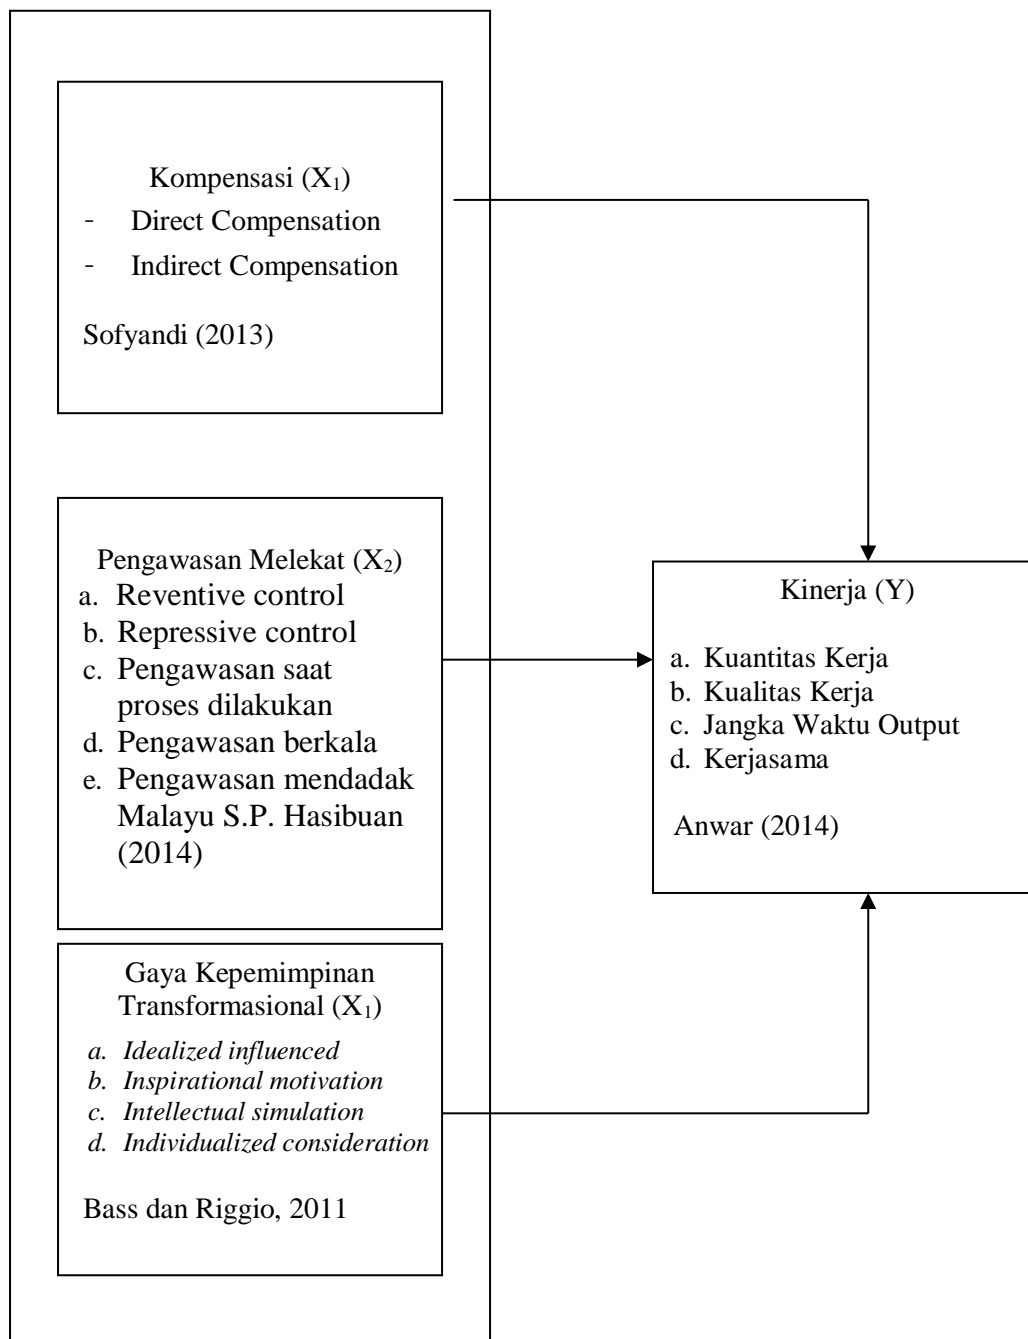 Kompensasi (X₁)
- Direct Compensation
- Indirect Compensation
Sofyandi (2013)
Pengawasan Melekat (X₂)
a. Reventive control
b. Repressive control
c. Pengawasan saat
proses dilakukan
d. Pengawasan berkala
e. Pengawasan mendadak
Malayu S.P. Hasibuan
(2014)
Gaya Kepemimpinan
Transformasional (X₁)
a. Idealized influenced
b. Inspirational motivation
c. Intellectual simulation
d. Individualized consideration
Bass dan Riggio, 2011
Kinerja (Y)
a. Kuantitas Kerja
b. Kualitas Kerja
c. Jangka Waktu Output
d. Kerjasama
Anwar (2014)